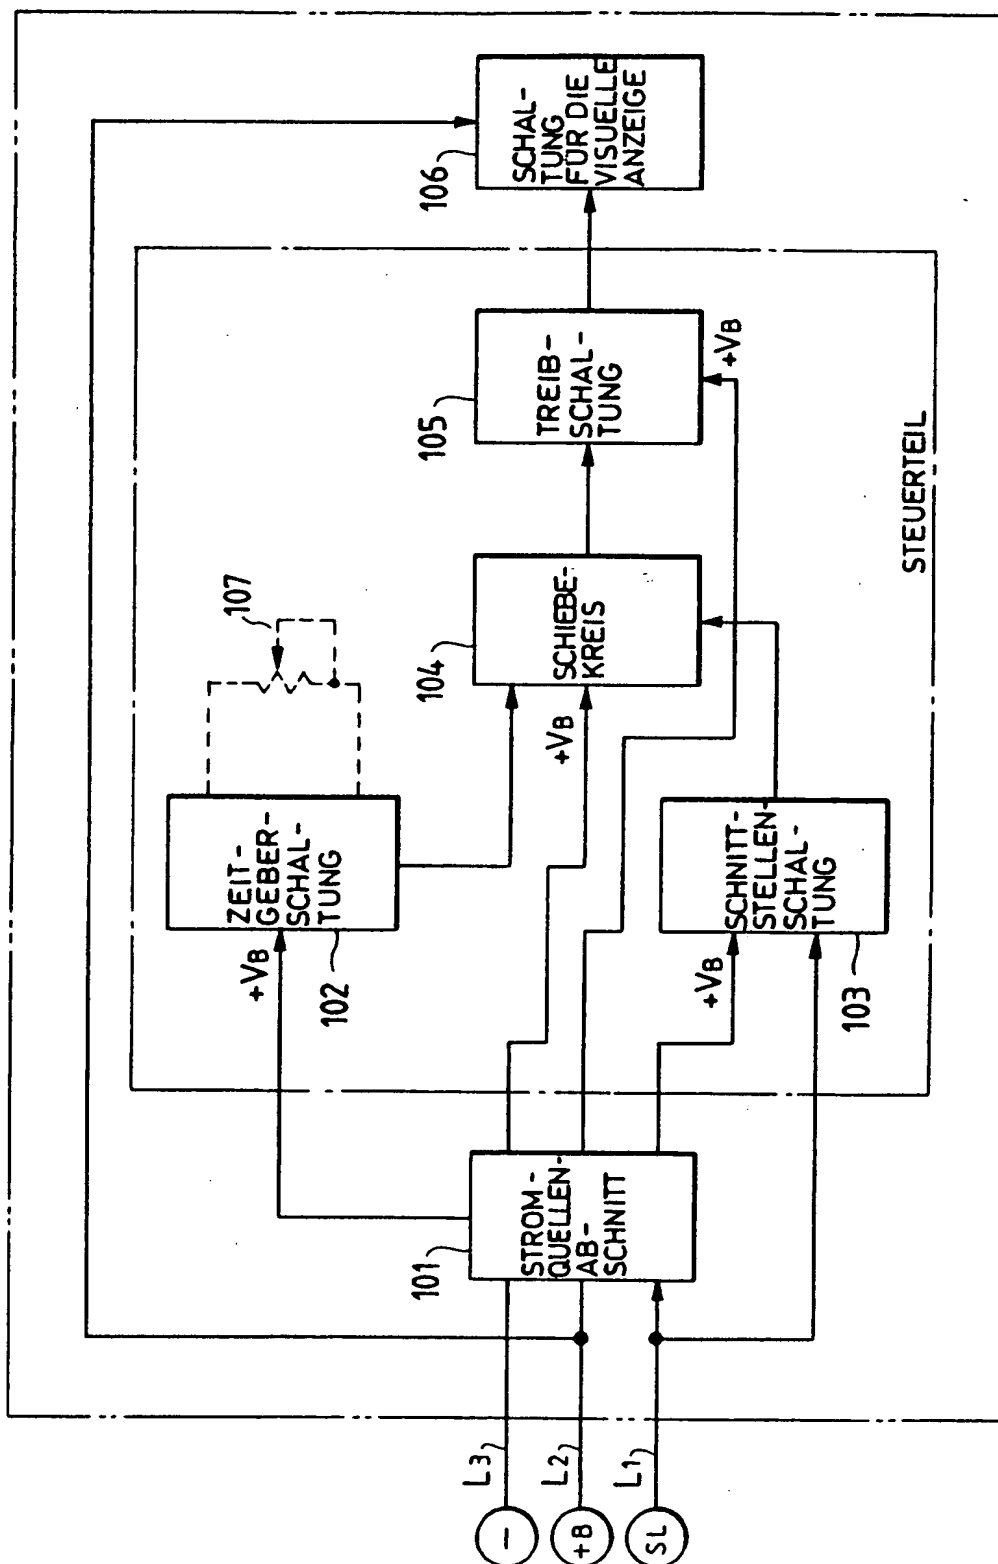 106
SCHAL-
TUNG
FÜR DIE
VISUELLE
ANZEIGE
105
TREIB-
SCHAL-
TUNG
+VB
107
104
SCHIEBE-
KREIS
+VB
STEUERTEIL
ZEIT-
GEBER-
SCHAL-
TUNG
+VB
102
SCHNITT-
STELLEN-
SCHAL-
TUNG
+VB
103
101
STROM-
QUELLEN-
AB-
SCHNITT
L3
L2
L1
-
+B
SL